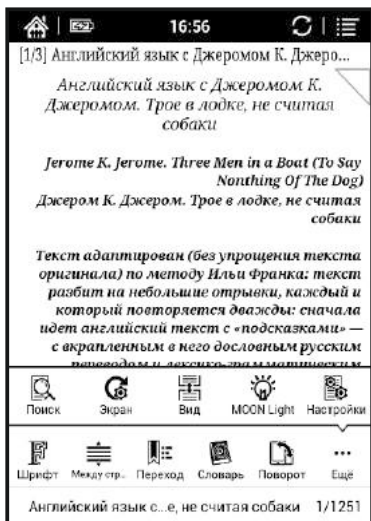 16:56
[1/3] Английский язык с Джеромом К. Джеро...
Английский язык с Джеромом К.
Джеромом. Трое в лодке, не считая
собаки
Jerome K. Jerome. Three Men in a Boat (To Say
Nonthing Of The Dog)
Джером К. Джером. Трое в лодке, не считая
собаки
Текст адаптирован (без упрощения текста
оригинала) по методу Ильи Франка: текст
разбит на небольшие отрывки, каждый и
который повторяется дважды: сначала
идет английский текст с «подсказками» —
с вкрапленным в него дословным русским
переводом и лексико-грамматическим
Поиск Экран Вид MOON Light Настройки
Шрифт Между стр.. Переход Словарь Поворот Ещё
Английский язык с...е, не считая собаки 1/1251